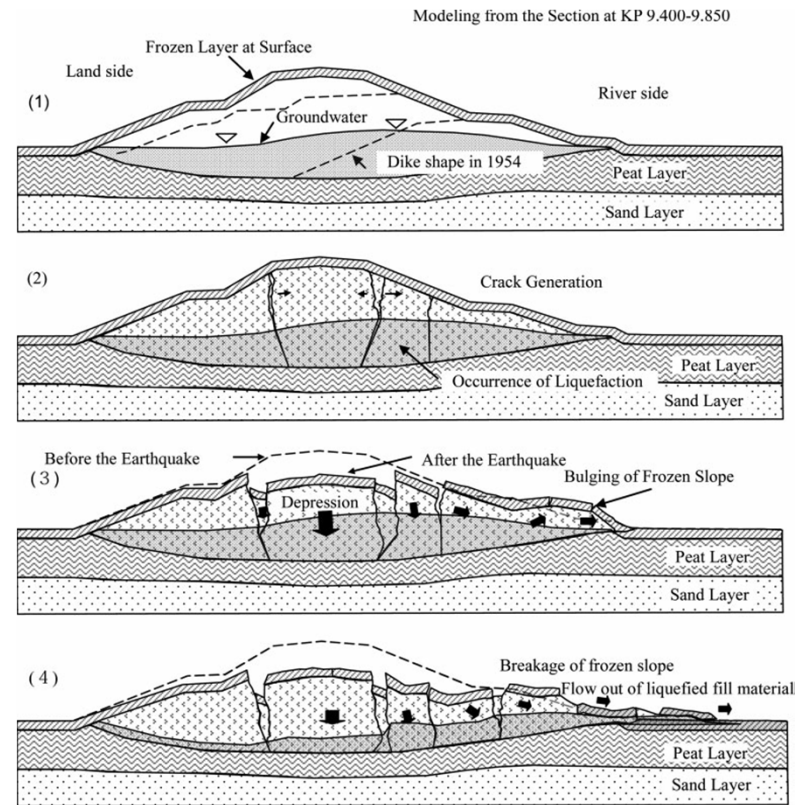 Modeling from the Section at KP 9.400-9.850
Frozen Layer at Surface
Land side
River side
(1)
Groundwater
Dike shape in 1954
Peat Layer
Sand Layer
(2)
Crack Generation
Peat Layer
Occurrence of Liquefaction
Sand Layer
Before the Earthquake
After the Earthquake
(3)
Bulging of Frozen Slope
Depression
Peat Layer
Sand Layer
(4)
Breakage of frozen slope
Flow out of liquefied fill material
Peat Layer
Sand Layer